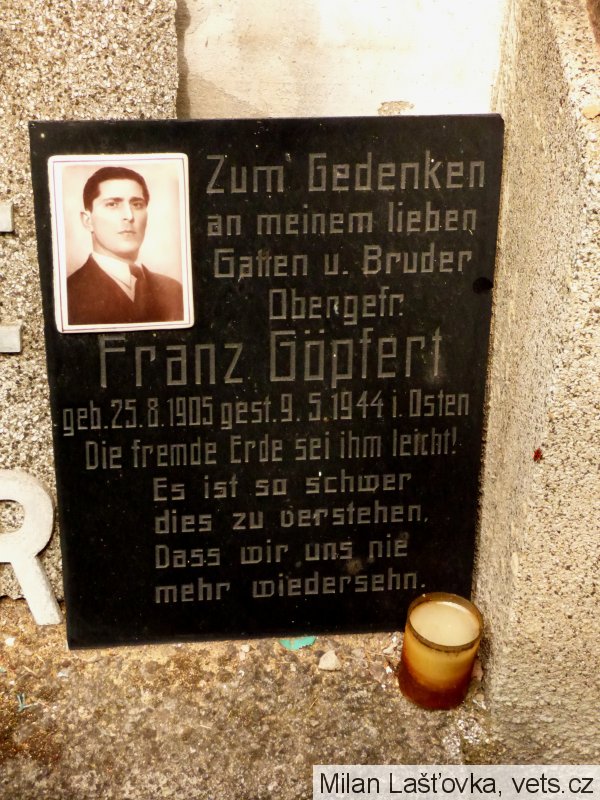 Zum Gedenken
an meinem lieben
Gatten u. Bruder
Obergefr.
Franz Göpfert
geb. 25.8.1905 gest. 9.5.1944 i. Osten
Die fremde Erde sei ihm leicht!
Es ist so schwer
dies zu verstehen,
Dass wir uns nie
mehr wiedersehn.
Milan Lašťovka, vets.cz